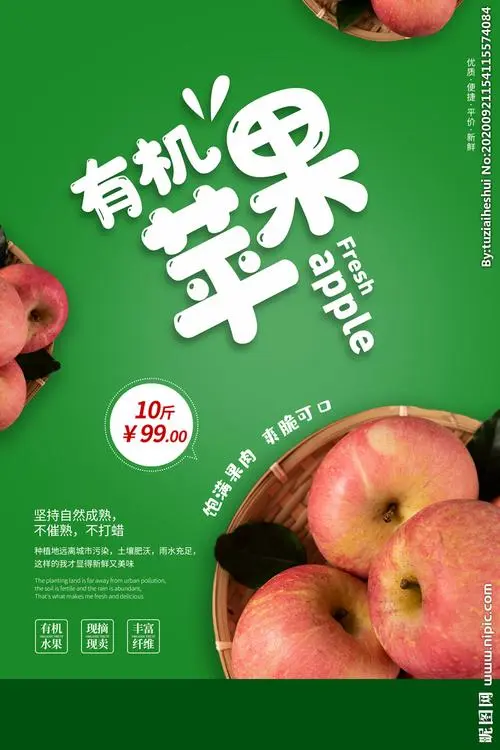 优质·便捷·平价·新鲜
有机
苹果
Fresh
apple
10斤
¥99.00
饱满果肉 爽脆可口
坚持自然成熟，
不催熟，不打蜡
种植地远离城市污染，土壤肥沃，雨水充足，
这样的我才显得新鲜又美味
The planting land is far away from urban pollution,
the soil is fertile and the rain is abundant,
That's what makes me fresh and delicious
有机
水果
现摘
现卖
丰富
纤维
By:tuziaiheshui No:20200921154115574084
昵图网 www.nipic.com